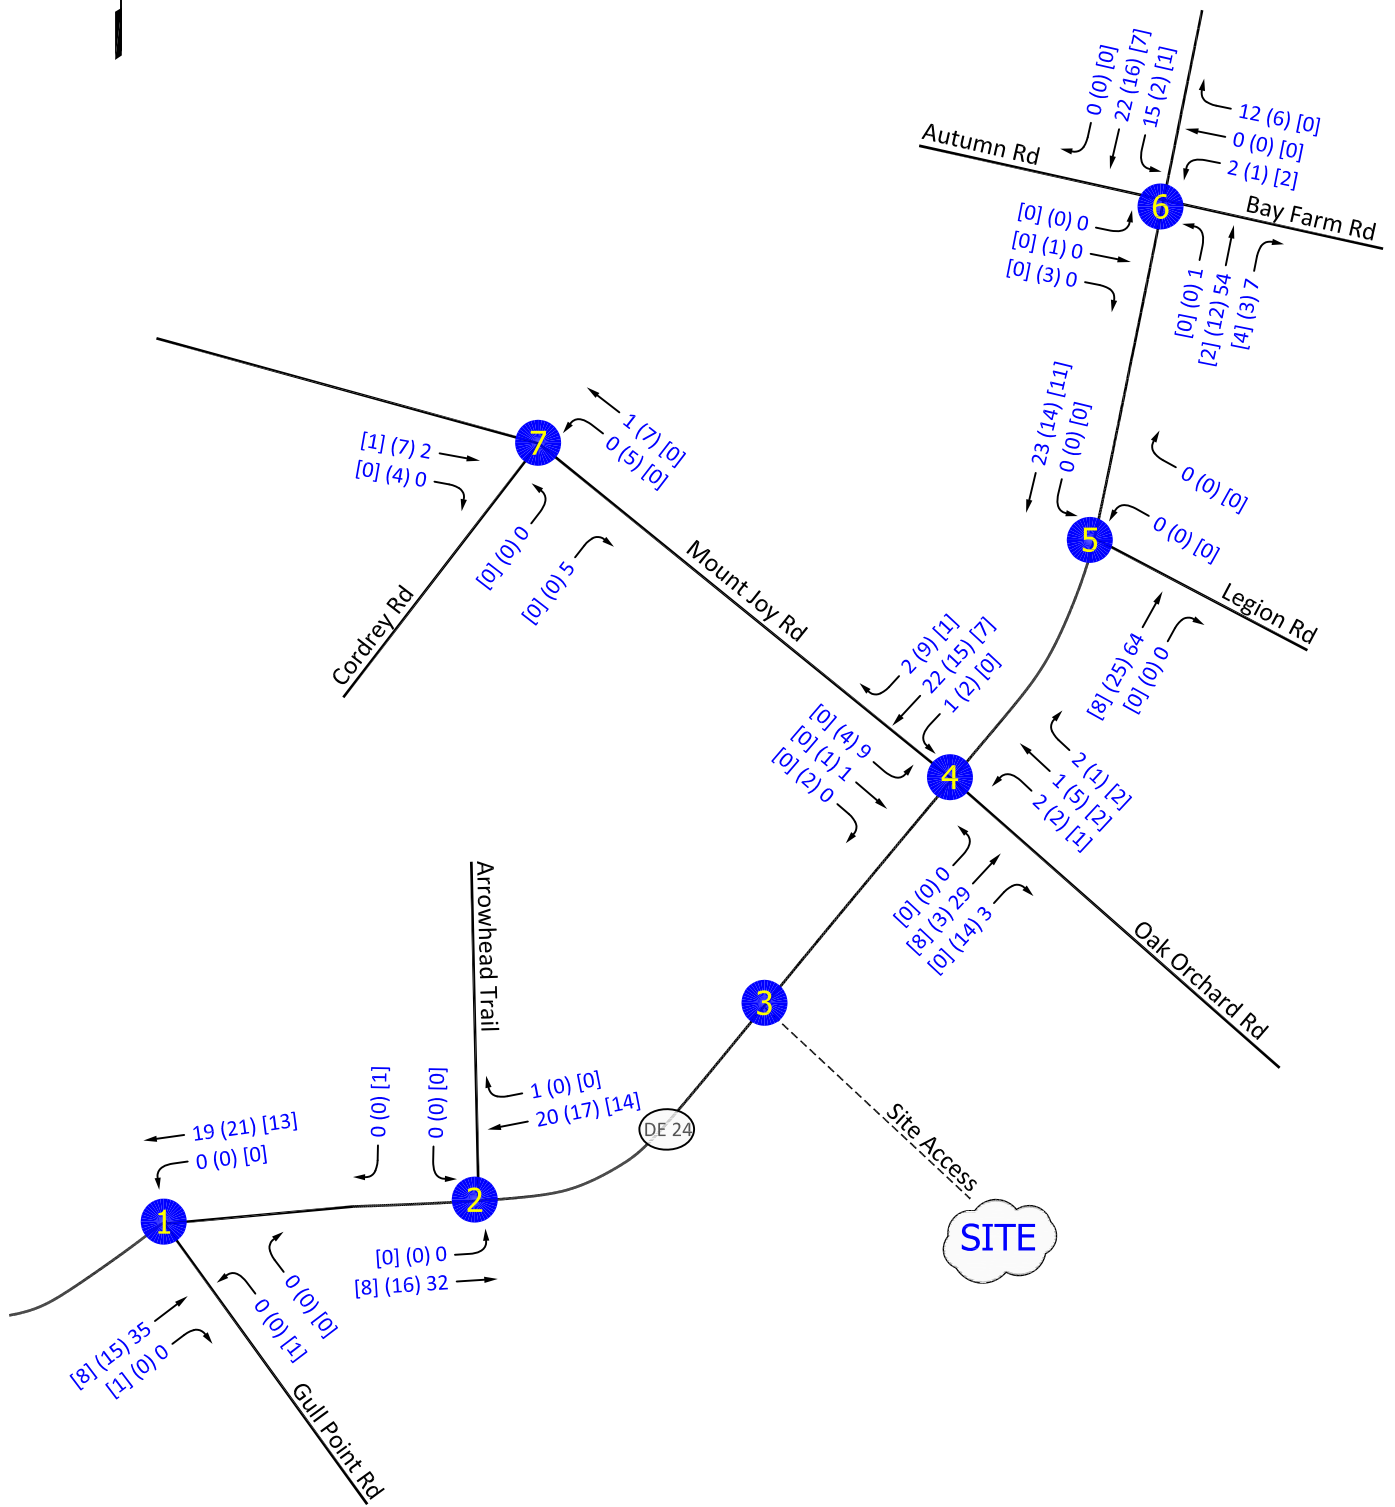 0 (0) [0]
22 (16) [7]
15 (2) [1]
12 (6) [0]
0 (0) [0]
2 (1) [2]
Autumn Rd
6
Bay Farm Rd
[0] (0) 0
[0] (1) 0
[0] (3) 0
[0] (0) 1
[2] (12) 54
[4] (3) 7
23 (14) [11]
0 (0) [0]
0 (0) [0]
0 (0) [0]
5
Legion Rd
[8] (25) 64
[0] (0) 0
1 (7) [0]
0 (5) [0]
7
[1] (7) 2
[0] (4) 0
[0] (0) 0
[0] (0) 5
Cordrey Rd
Mount Joy Rd
2 (9) [1]
22 (15) [7]
1 (2) [0]
[0] (4) 9
[0] (1) 1
[0] (2) 0
4
2 (1) [2]
1 (5) [2]
2 (2) [1]
[0] (0) 0
[8] (3) 29
[0] (14) 3
Oak Orchard Rd
3
Arrowhead Trail
DE 24
Site Access
SITE
0 (0) [1]
0 (0) [0]
1 (0) [0]
20 (17) [14]
19 (21) [13]
0 (0) [0]
2
1
[0] (0) 0
[8] (16) 32
0 (0) [0]
0 (0) [1]
[8] (15) 35
[1] (0) 0
Gull Point Rd